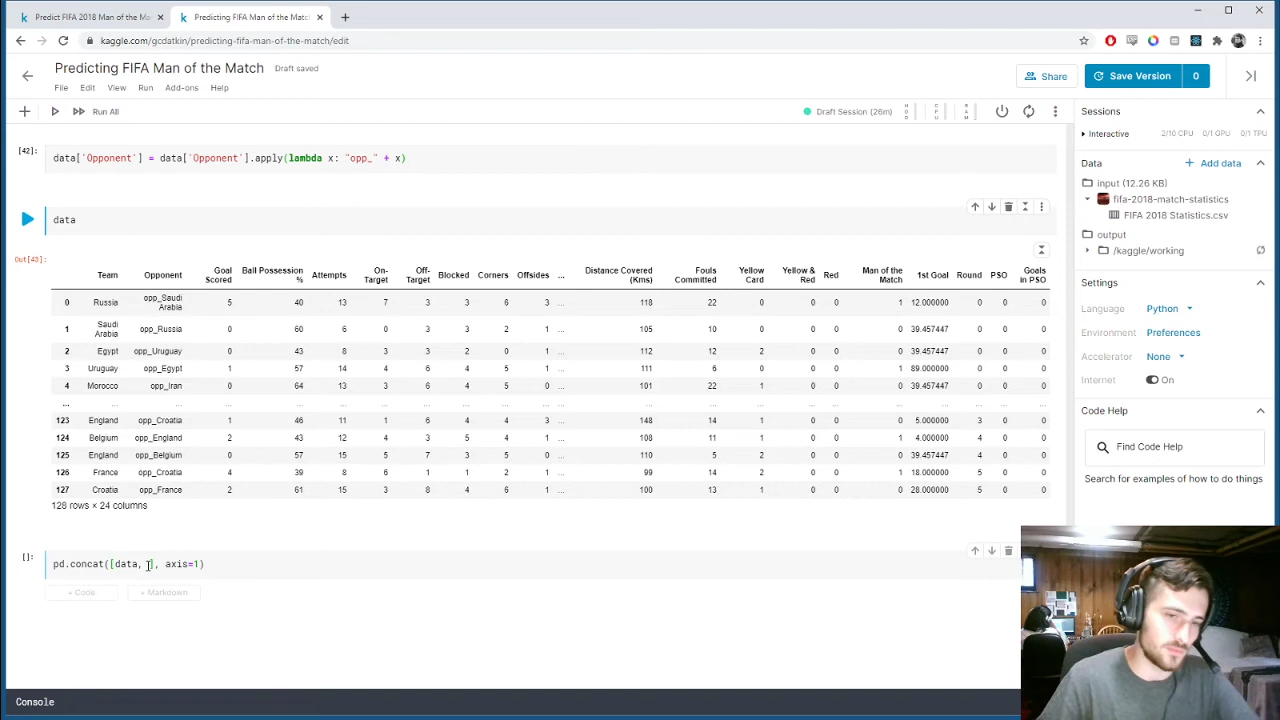 Predict FIFA 2018 Man of the Ma
Predicting FIFA Man of the Match
kaggle.com/gcdatkin/predicting-fifa-man-of-the-match/edit
Predicting FIFA Man of the Match
Draft saved
Share
Save Version
0
File Edit View Run Add-ons Help
Run All
Draft Session (26m)
HDD
CPU
RAM
[42]:
data['Opponent'] = data['Opponent'].apply(lambda x: "opp_" + x)
data
Out[43]:
Team Opponent Goal Scored Ball Possession % Attempts On-Target Off-Target Blocked Corners Offsides ... Distance Covered (Kms) Fouls Committed Yellow Card Yellow & Red Red Man of the Match 1st Goal Round PSO Goals in PSO
0 Russia opp_Saudi Arabia 5 40 13 7 3 3 6 3 ... 118 22 0 0 0 1 12.000000 0 0 0
1 Saudi Arabia opp_Russia 0 60 6 0 3 3 2 1 ... 105 10 0 0 0 0 39.457447 0 0 0
2 Egypt opp_Uruguay 0 43 8 3 3 2 0 1 ... 112 12 2 0 0 0 39.457447 0 0 0
3 Uruguay opp_Egypt 1 57 14 4 6 4 5 1 ... 111 6 0 0 0 1 89.000000 0 0 0
4 Morocco opp_Iran 0 64 13 3 6 4 5 0 ... 101 22 1 0 0 0 39.457447 0 0 0
... ... ... ... ... ... ... ... ... ... ... ... ... ... ... ... ... ... ... ... ...
123 England opp_Croatia 1 46 11 1 6 4 4 3 ... 148 14 1 0 0 0 5.000000 3 0 0
124 Belgium opp_England 2 43 12 4 3 5 4 1 ... 108 11 1 0 0 1 4.000000 4 0 0
125 England opp_Belgium 0 57 15 5 7 3 5 0 ... 110 5 2 0 0 0 39.457447 4 0 0
126 France opp_Croatia 4 39 8 6 1 1 2 1 ... 99 14 2 0 0 1 18.000000 5 0 0
127 Croatia opp_France 2 61 15 3 8 4 6 1 ... 100 13 1 0 0 0 28.000000 5 0 0
128 rows × 24 columns
[]:
pd.concat([data, ], axis=1)
+ Code
+ Markdown
Console
Sessions
Interactive
2/10 CPU 0/1 GPU 0/1 TPU
Data
Add data
input (12.26 KB)
fifa-2018-match-statistics
FIFA 2018 Statistics.csv
output
/kaggle/working
Settings
Language Python
Environment Preferences
Accelerator None
Internet On
Code Help
Find Code Help
Search for examples of how to do things